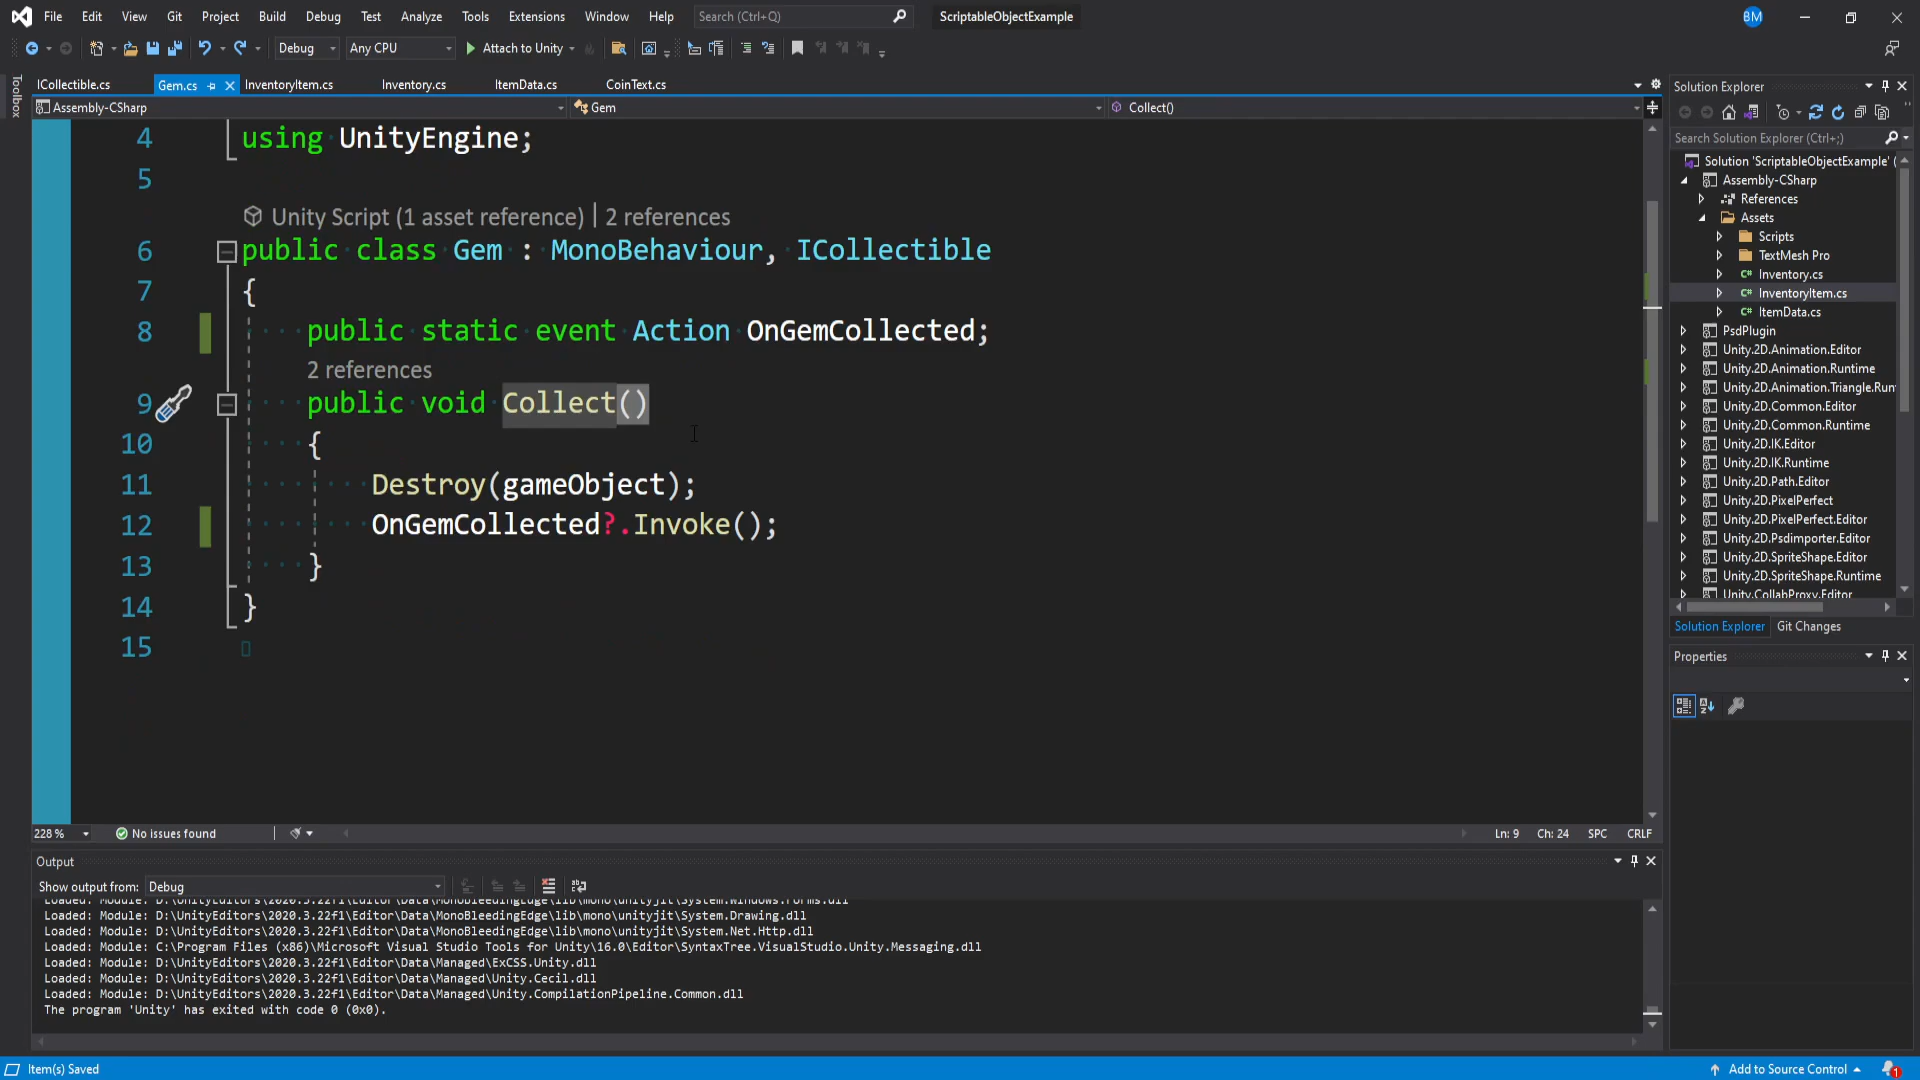 File Edit View Git Project Build Debug Test Analyze Tools Extensions Window Help Search (Ctrl+Q) ScriptableObjectExample BM
Debug Any CPU Attach to Unity
Toolbox
ICollectible.cs Gem.cs InventoryItem.cs Inventory.cs ItemData.cs CoinText.cs
Assembly-CSharp Gem Collect()
4 using UnityEngine;
5
Unity Script (1 asset reference) | 2 references
6 public class Gem : MonoBehaviour, ICollectible
7 {
8 public static event Action OnGemCollected;
2 references
9 public void Collect()
10 {
11 Destroy(gameObject);
12 OnGemCollected?.Invoke();
13 }
14 }
15
228 % No issues found Ln: 9 Ch: 24 SPC CRLF
Output
Show output from: Debug
Loaded: Module: D:\UnityEditors\2020.3.22f1\Editor\Data\MonoBleedingEdge\lib\mono\unityjit\System.Windows.Forms.dll
Loaded: Module: D:\UnityEditors\2020.3.22f1\Editor\Data\MonoBleedingEdge\lib\mono\unityjit\System.Drawing.dll
Loaded: Module: D:\UnityEditors\2020.3.22f1\Editor\Data\MonoBleedingEdge\lib\mono\unityjit\System.Net.Http.dll
Loaded: Module: C:\Program Files (x86)\Microsoft Visual Studio Tools for Unity\16.0\Editor\SyntaxTree.VisualStudio.Unity.Messaging.dll
Loaded: Module: D:\UnityEditors\2020.3.22f1\Editor\Data\Managed\ExCSS.Unity.dll
Loaded: Module: D:\UnityEditors\2020.3.22f1\Editor\Data\Managed\Unity.Cecil.dll
Loaded: Module: D:\UnityEditors\2020.3.22f1\Editor\Data\Managed\Unity.CompilationPipeline.Common.dll
The program 'Unity' has exited with code 0 (0x0).
Solution Explorer
Search Solution Explorer (Ctrl+;)
Solution 'ScriptableObjectExample' (
Assembly-CSharp
References
Assets
Scripts
TextMesh Pro
C# Inventory.cs
C# InventoryItem.cs
C# ItemData.cs
PsdPlugin
Unity.2D.Animation.Editor
Unity.2D.Animation.Runtime
Unity.2D.Animation.Triangle.Run
Unity.2D.Common.Editor
Unity.2D.Common.Runtime
Unity.2D.IK.Editor
Unity.2D.IK.Runtime
Unity.2D.Path.Editor
Unity.2D.PixelPerfect
Unity.2D.PixelPerfect.Editor
Unity.2D.Psdimporter.Editor
Unity.2D.SpriteShape.Editor
Unity.2D.SpriteShape.Runtime
Unity.CollabProxy.Editor
Solution Explorer Git Changes
Properties
Item(s) Saved Add to Source Control 1